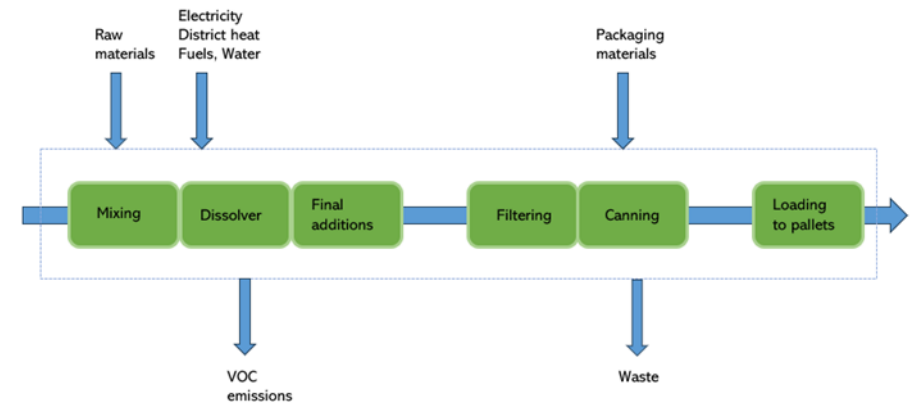 Raw
materials
Electricity
District heat
Fuels, Water
Packaging
materials
Mixing
Dissolver
Final
additions
Filtering
Canning
Loading
to pallets
VOC
emissions
Waste